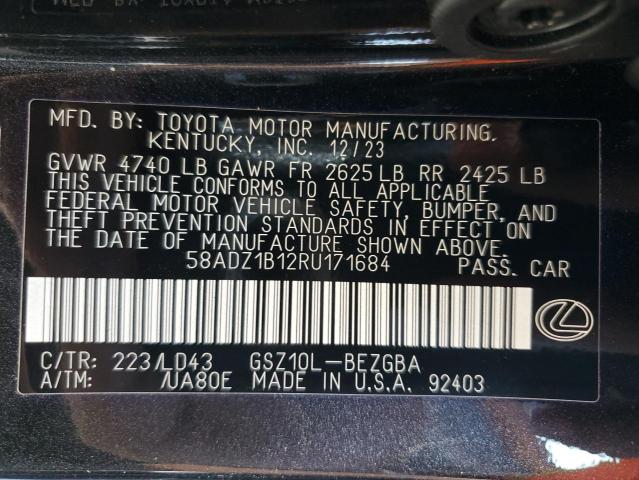 MFD. BY: TOYOTA MOTOR MANUFACTURING.
KENTUCKY, INC. 12/23
GVWR 4740 LB GAWR FR 2625 LB RR 2425 LB
THIS VEHICLE CONFORMS TO ALL APPLICABLE
FEDERAL MOTOR VEHICLE SAFETY, BUMPER, AND
THEFT PREVENTION STANDARDS IN EFFECT ON
THE DATE OF MANUFACTURE SHOWN ABOVE.
58ADZ1B12RU171684 PASS. CAR
C/TR: 223/LD43 GSZ10L-BEZGBA
A/TM: /UA80E MADE IN U.S.A. 92403